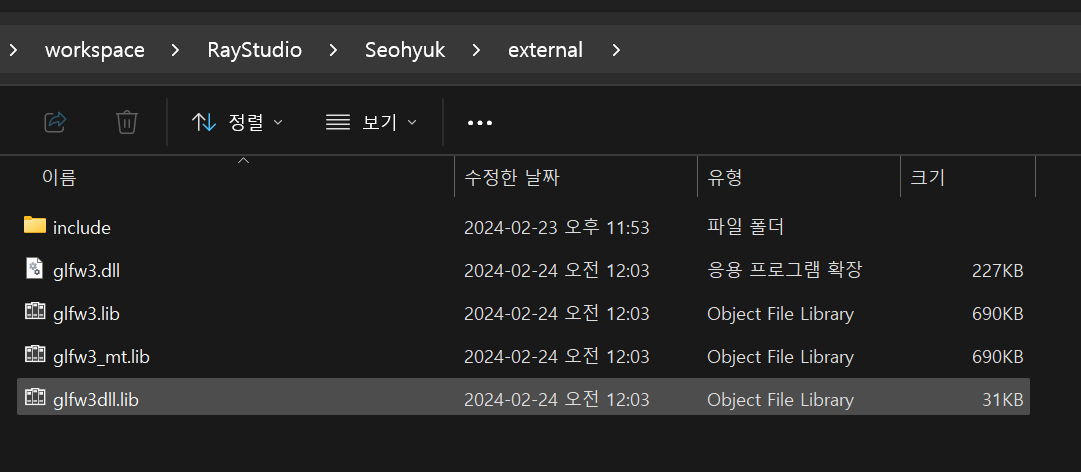 workspace > RayStudio > Seohyuk > external >
정렬 보기 •••
이름 수정한 날짜 유형 크기
include 2024-02-23 오후 11:53 파일 폴더
glfw3.dll 2024-02-24 오전 12:03 응용 프로그램 확장 227KB
glfw3.lib 2024-02-24 오전 12:03 Object File Library 690KB
glfw3_mt.lib 2024-02-24 오전 12:03 Object File Library 690KB
glfw3dll.lib 2024-02-24 오전 12:03 Object File Library 31KB